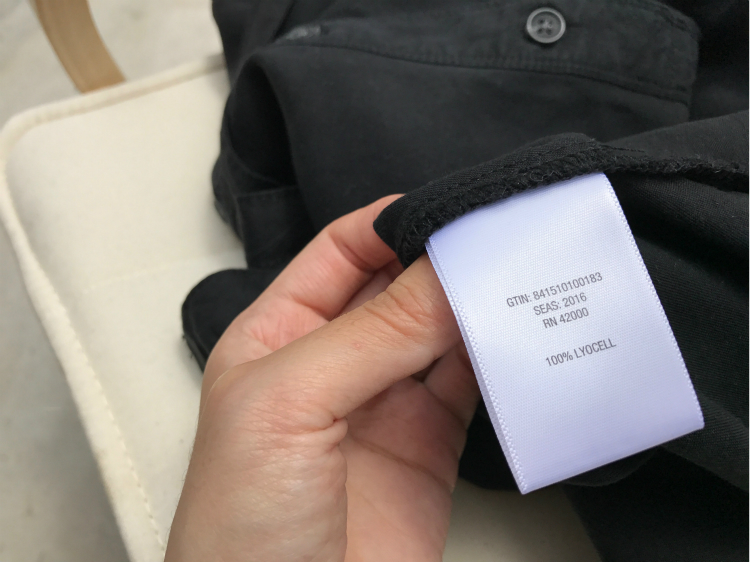 GTIN: 841510100183
SEAS: 2016
RN 42000
100% LYOCELL